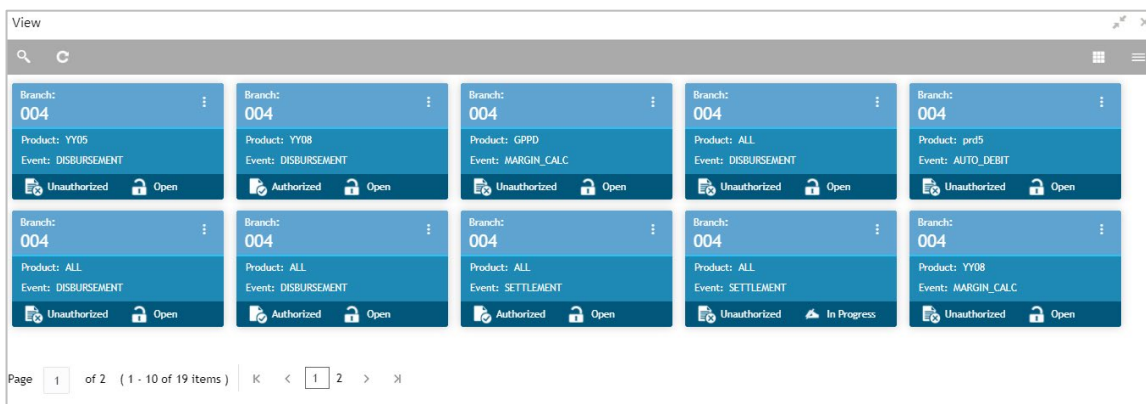 View
Branch:
004
Product: YY05
Event: DISBURSEMENT
Unauthorized Open
Branch:
004
Product: YY08
Event: DISBURSEMENT
Authorized Open
Branch:
004
Product: GPPD
Event: MARGIN_CALC
Unauthorized Open
Branch:
004
Product: ALL
Event: DISBURSEMENT
Unauthorized Open
Branch:
004
Product: prd5
Event: AUTO_DEBIT
Unauthorized Open
Branch:
004
Product: ALL
Event: DISBURSEMENT
Unauthorized Open
Branch:
004
Product: ALL
Event: DISBURSEMENT
Authorized Open
Branch:
004
Product: ALL
Event: SETTLEMENT
Authorized Open
Branch:
004
Product: ALL
Event: SETTLEMENT
Unauthorized In Progress
Branch:
004
Product: YY08
Event: MARGIN_CALC
Unauthorized Open
Page 1 of 2 ( 1 - 10 of 19 items ) 1 2